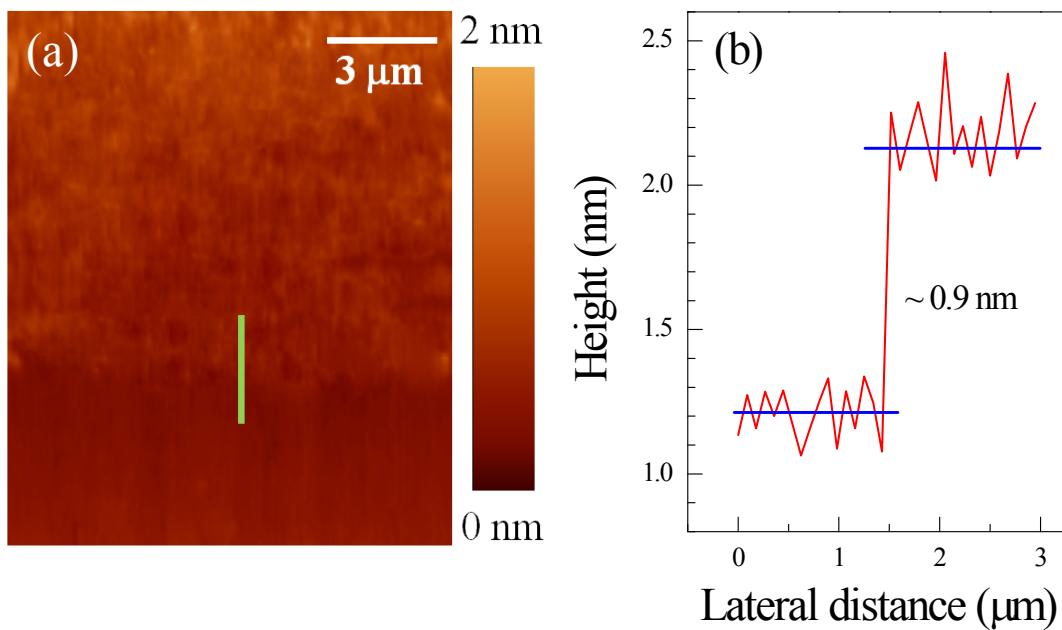 (a)
3 μm
2 nm
0 nm
(b)
2.5
2.0
1.5
1.0
Height (nm)
~ 0.9 nm
0 1 2 3
Lateral distance (μm)